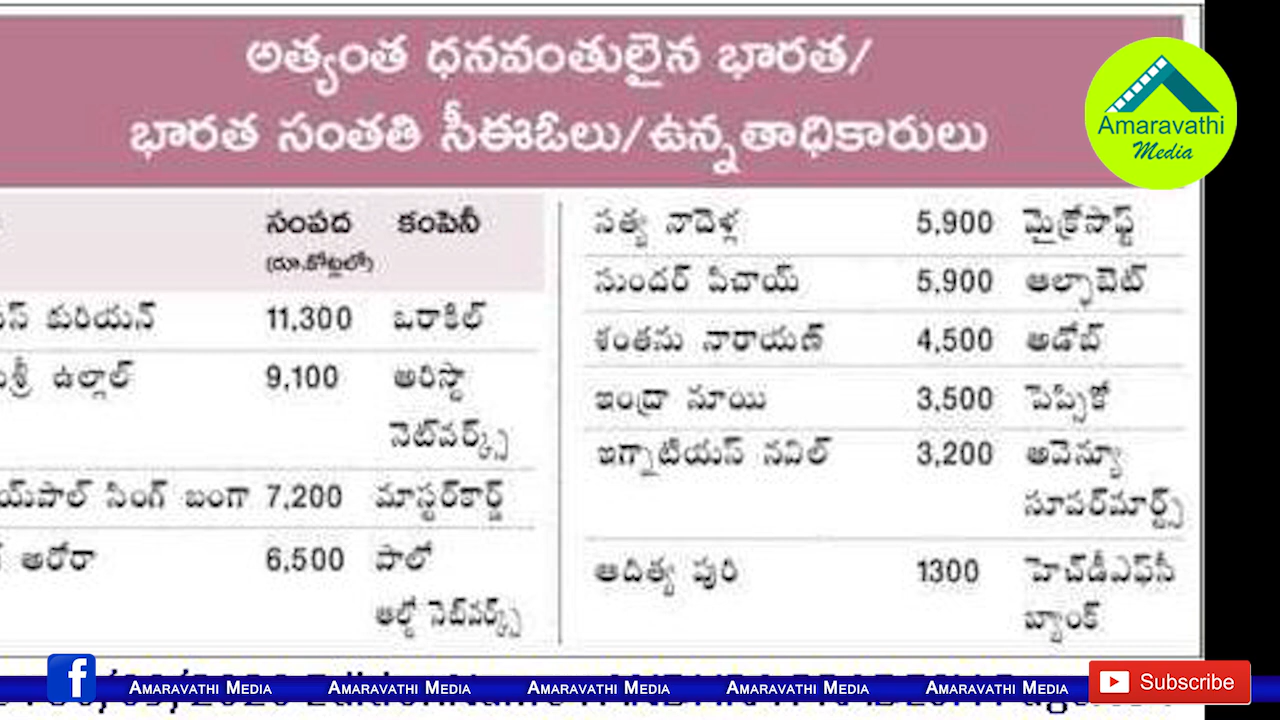 అత్యంత ధనవంతులైన భారత/
భారత సంతతి సీఈఓలు/ఉన్నతాధికారులు
Amaravathi
Media
సంపద కంపెనీ
(రూ.కోట్లలో)
కురియన్ 11,300 ఒరాకిల్
ఉల్లాల్ 9,100 అరిస్టా
నెట్‌వర్క్స్
సింగ్ బంగా 7,200 మాస్టర్‌కార్డ్
అరోరా 6,500 పాలో
ఆల్టో నెట్‌వర్క్స్
సత్య నాదెళ్ల 5,900 మైక్రోసాఫ్ట్
సుందర్ పిచాయ్ 5,900 ఆల్ఫాబెట్
శంతను నారాయణ్ 4,500 అడోబ్
ఇంద్రా నూయి 3,500 పెప్సికో
ఇగ్నాటియస్ నవిల్ 3,200 అవెన్యూ
సూపర్‌మార్ట్స్
ఆదిత్య పురి 1300 హెచ్‌డీఎఫ్‌సీ
బ్యాంక్
f
Amaravathi Media Amaravathi Media Amaravathi Media Amaravathi Media Amaravathi Media
Subscribe